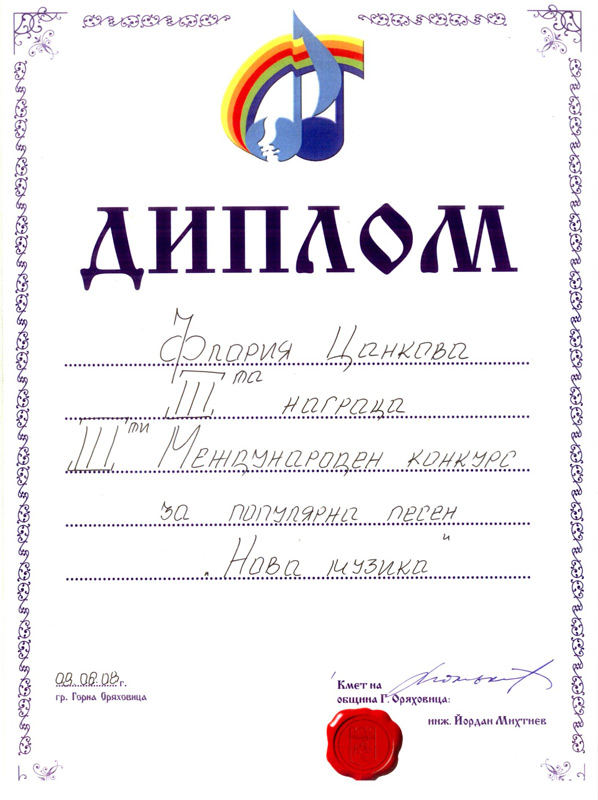 ДИПЛОМ
Флория Цанкова
III та награда
III ти Международен конкурс
за популярна песен
„Нова музика"
09.08.08 г.
гр. Горна Оряховица
Кмет на
община Г. Оряховица:
инж. Йордан Михтиев